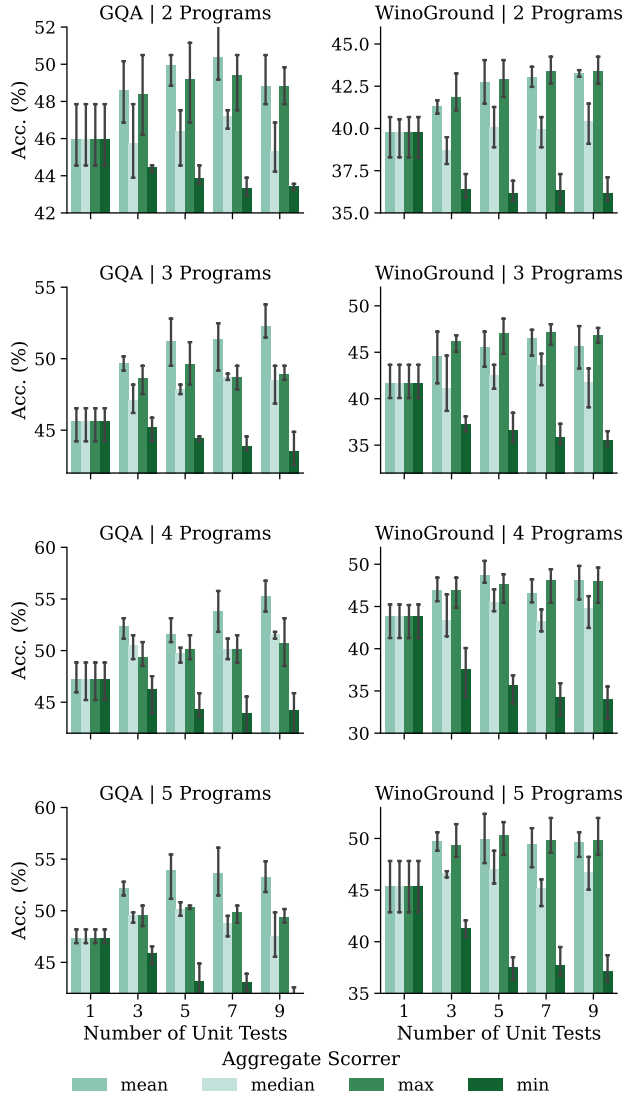 GQA | 2 Programs
WinoGround | 2 Programs
Acc. (%)
52
50
48
46
44
42
45.0
42.5
40.0
37.5
35.0
GQA | 3 Programs
WinoGround | 3 Programs
Acc. (%)
55
50
45
50
45
40
35
GQA | 4 Programs
WinoGround | 4 Programs
Acc. (%)
60
55
50
45
50
45
40
35
30
GQA | 5 Programs
WinoGround | 5 Programs
Acc. (%)
60
55
50
45
50
45
40
35
1 3 5 7 9
1 3 5 7 9
Number of Unit Tests
Number of Unit Tests
Aggregate Scorrer
mean median max min